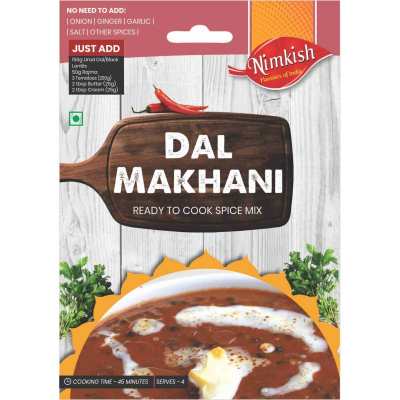 NO NEED TO ADD:
| ONION | GINGER | GARLIC |
| SALT | OTHER SPICES |
JUST ADD
150g Urad Dal/Black
Lentils
50g Rajma
3 Tomatoes (250g)
2 tbsp Butter (25g)
2 tbsp Cream (25g)
Nimkish
Flavours of India
DAL
MAKHANI
READY TO COOK SPICE MIX
COOKING TIME - 45 MINUTES
SERVES - 4